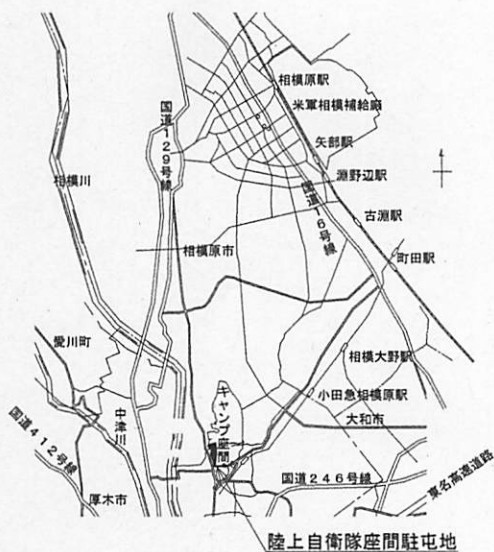 相模原駅
米軍相模補給廠
国道129号線
矢部駅
淵野辺駅
相模川
国道16号線
古淵駅
相模原市
町田駅
愛川町
相模大野駅
キャンプ座間
小田急相模原駅
中津川
大和市
国道412号線
国道246号線
厚木市
東名高速道路
陸上自衛隊座間駐屯地